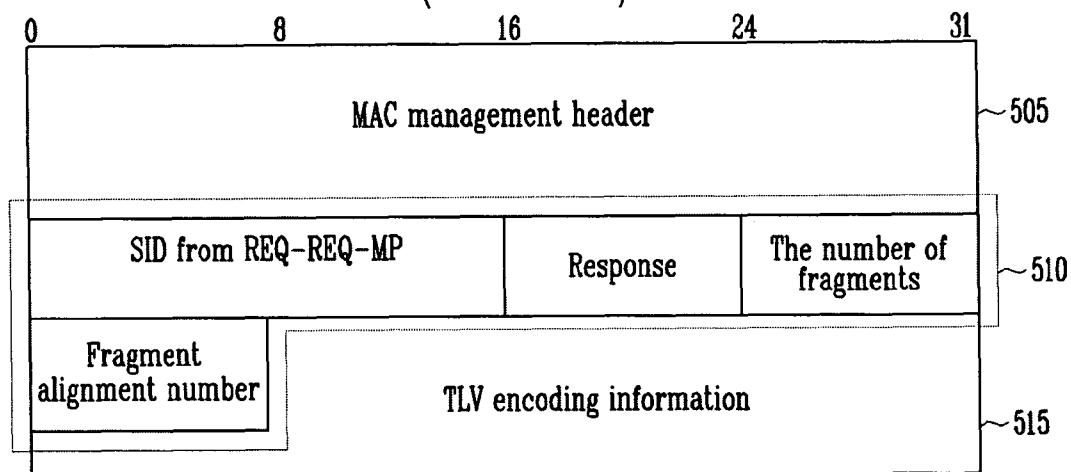 0 8 16 24 31
MAC management header
505
SID from REQ-REQ-MP
Response
The number of
fragments
510
Fragment
alignment number
TLV encoding information
515